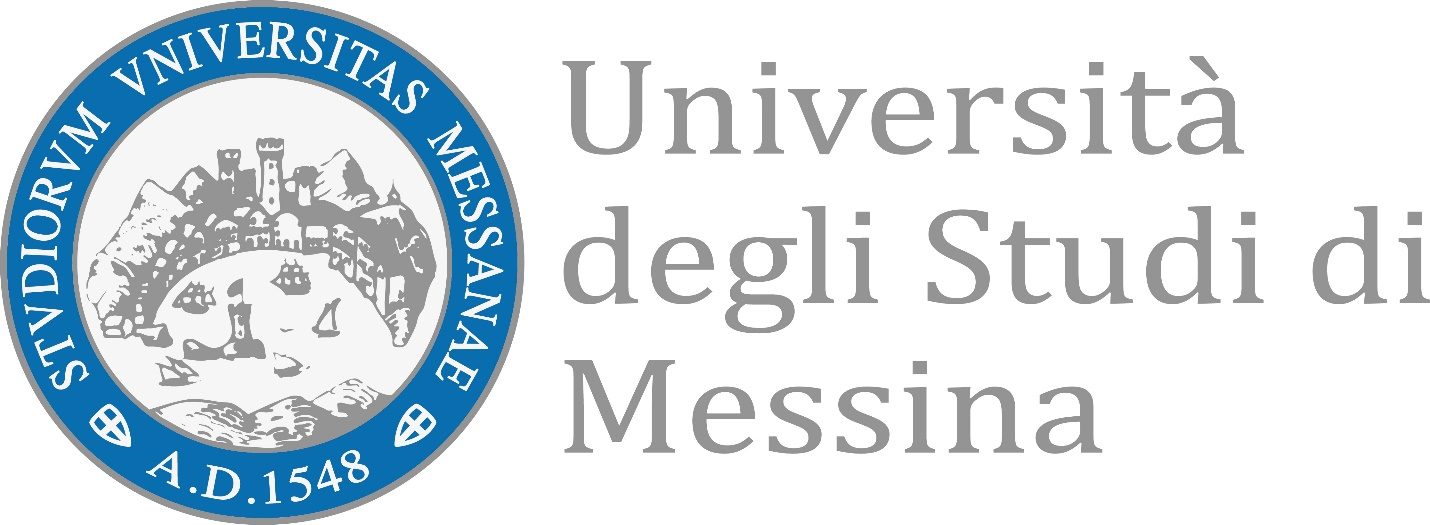 STVDIORVM VNIVERSITAS MESSANAE
A.D.1548
Università
degli Studi di
Messina